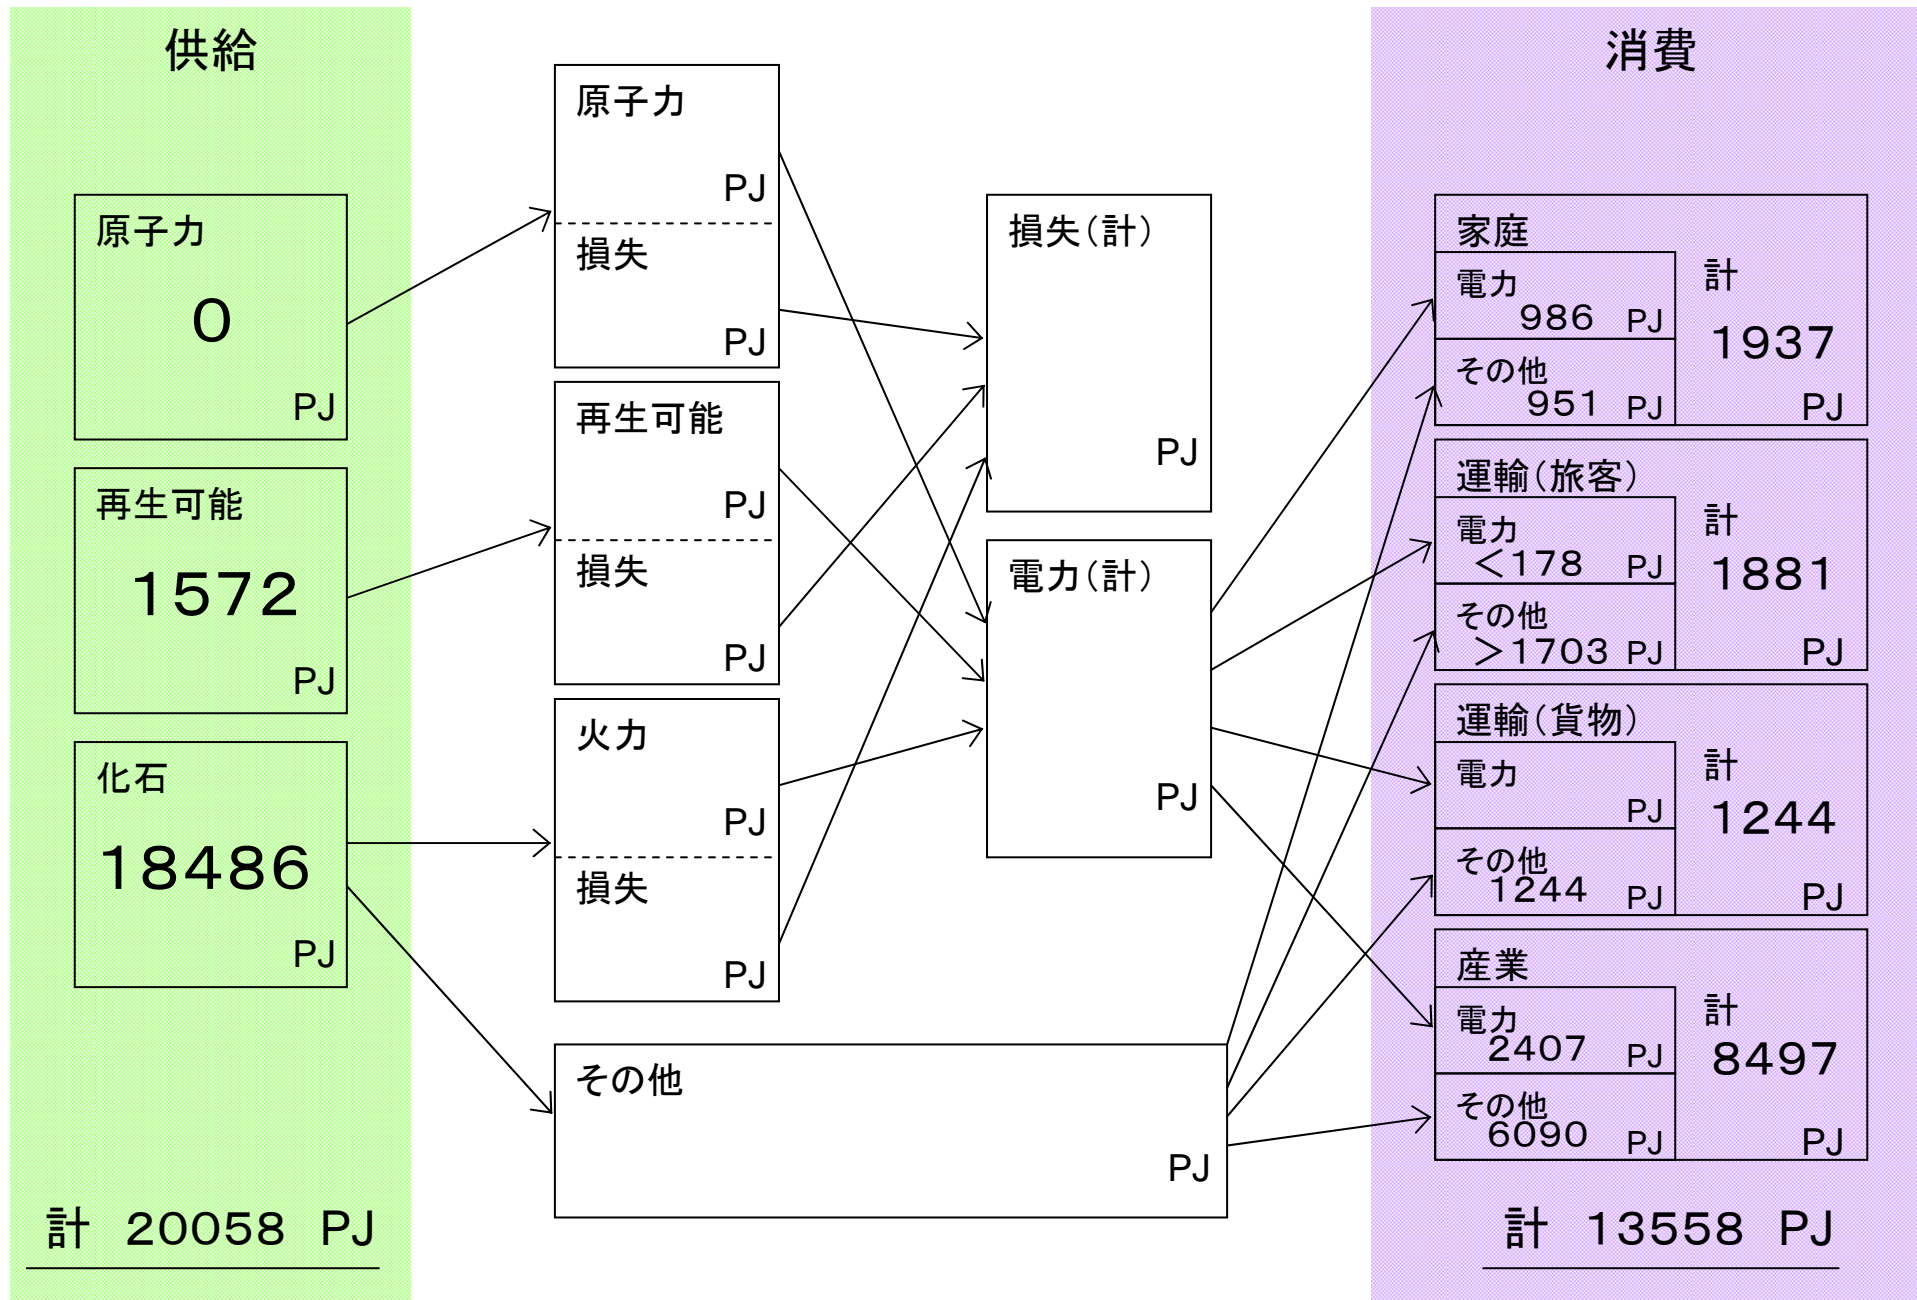 供給
原子力
0
PJ
再生可能
1572
PJ
化石
18486
PJ
計 20058 PJ
原子力
PJ
損失
PJ
再生可能
PJ
損失
PJ
火力
PJ
損失
PJ
その他
PJ
損失(計)
PJ
電力(計)
PJ
消費
家庭
電力
986 PJ
その他
951 PJ
計
1937
PJ
運輸(旅客)
電力
<178 PJ
その他
>1703 PJ
計
1881
PJ
運輸(貨物)
電力
PJ
その他
1244 PJ
計
1244
PJ
産業
電力
2407 PJ
その他
6090 PJ
計
8497
PJ
計 13558 PJ